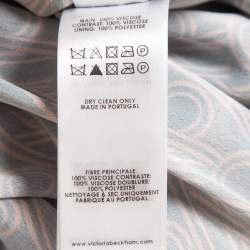 MAIN: 100% VISCOSE
CONTRAST: 100% VISCOSE
LINING: 100% POLYESTER
DRY CLEAN ONLY
MADE IN PORTUGAL
FIBRE PRINCIPALE:
100% VISCOSE CONTRASTE:
100% VISCOSE DOUBLURE:
100% POLYESTER
NETTOYAGE A SEC UNIQUEMENT
FABRIQUE AU PORTUGAL
www.victoriabeckham.com